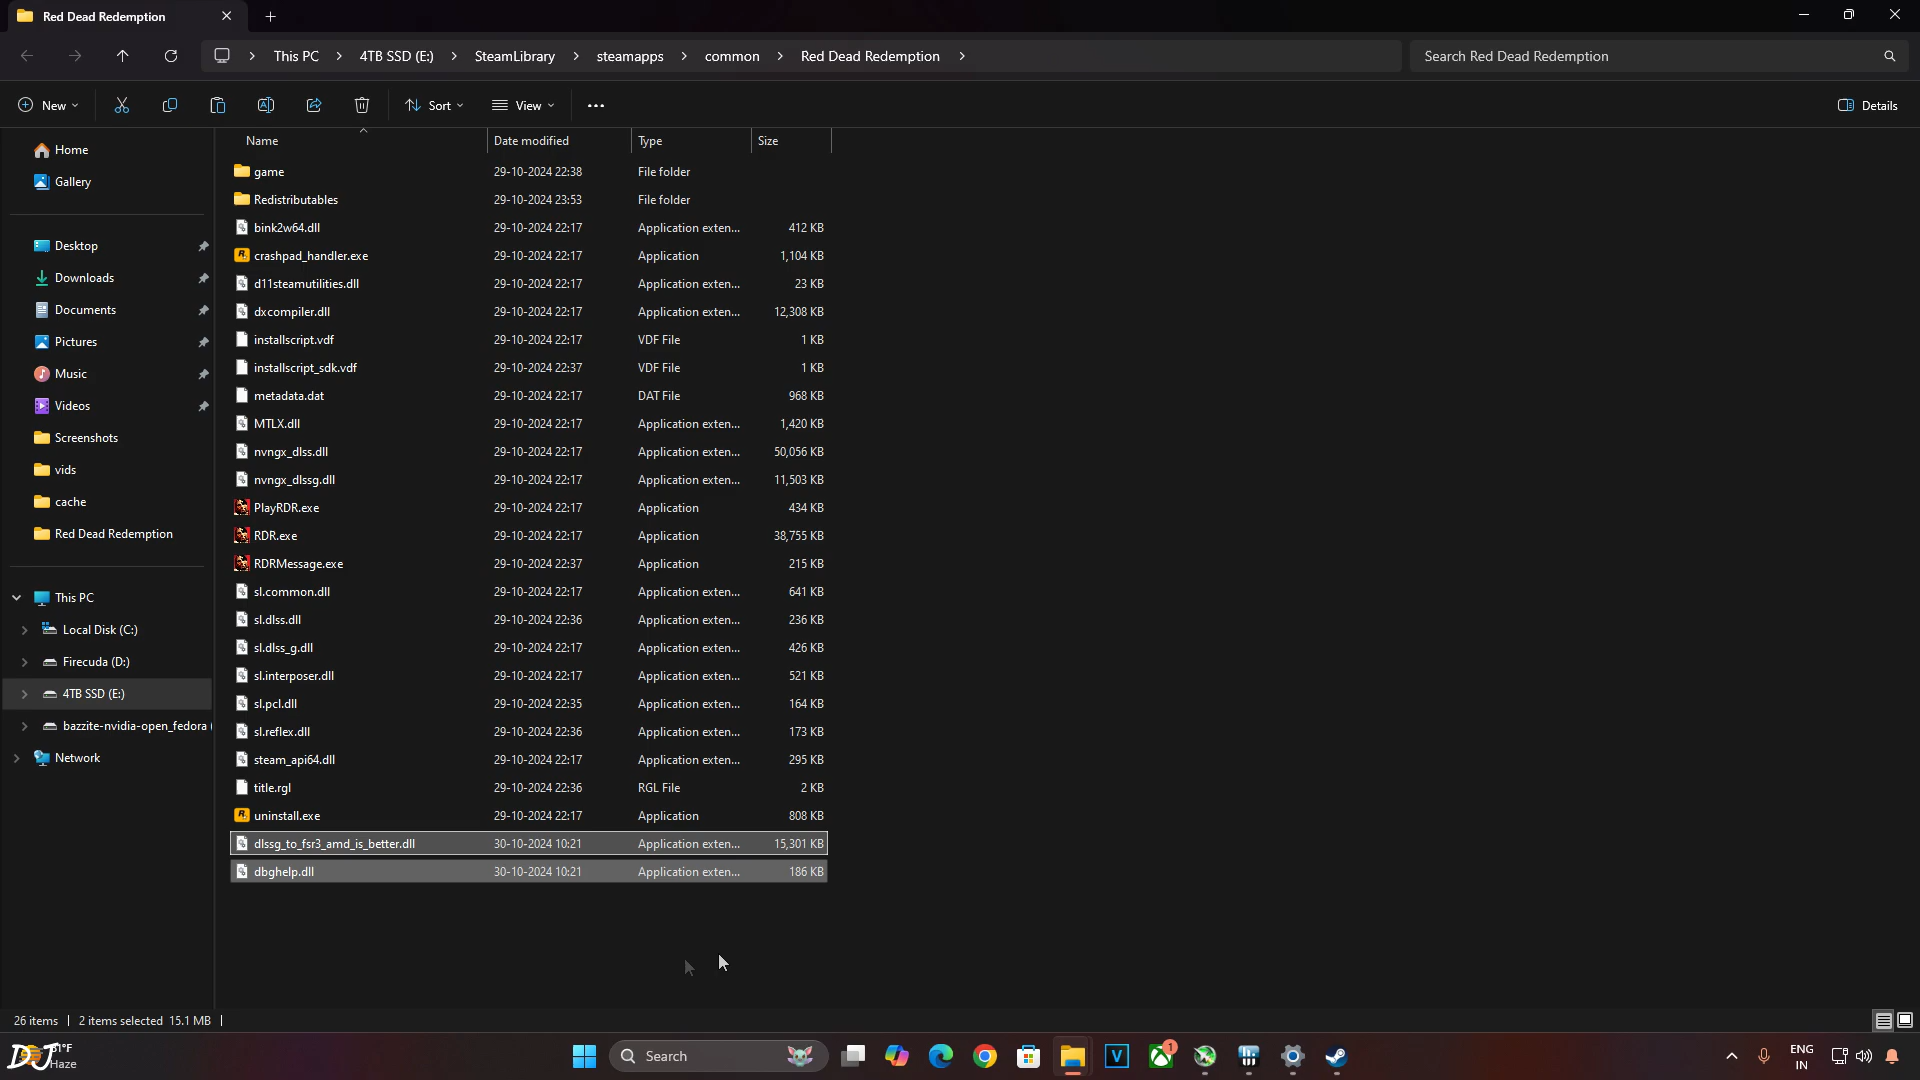 Red Dead Redemption
This PC > 4TB SSD (E:) > SteamLibrary > steamapps > common > Red Dead Redemption >
Search Red Dead Redemption
New
Sort
View
Details
Name Date modified Type Size
Home
Gallery
Desktop
Downloads
Documents
Pictures
Music
Videos
Screenshots
vids
cache
Red Dead Redemption
This PC
Local Disk (C:)
Firecuda (D:)
4TB SSD (E:)
bazzite-nvidia-open_fedora (
Network
game 29-10-2024 22:38 File folder
Redistributables 29-10-2024 23:53 File folder
bink2w64.dll 29-10-2024 22:17 Application exten... 412 KB
crashpad_handler.exe 29-10-2024 22:17 Application 1,104 KB
d11steamutilities.dll 29-10-2024 22:17 Application exten... 23 KB
dxcompiler.dll 29-10-2024 22:17 Application exten... 12,308 KB
installscript.vdf 29-10-2024 22:17 VDF File 1 KB
installscript_sdk.vdf 29-10-2024 22:37 VDF File 1 KB
metadata.dat 29-10-2024 22:17 DAT File 968 KB
MTLX.dll 29-10-2024 22:17 Application exten... 1,420 KB
nvngx_dlss.dll 29-10-2024 22:17 Application exten... 50,056 KB
nvngx_dlssg.dll 29-10-2024 22:17 Application exten... 11,503 KB
PlayRDR.exe 29-10-2024 22:17 Application 434 KB
RDR.exe 29-10-2024 22:17 Application 38,755 KB
RDRMessage.exe 29-10-2024 22:37 Application 215 KB
sl.common.dll 29-10-2024 22:17 Application exten... 641 KB
sl.dlss.dll 29-10-2024 22:36 Application exten... 236 KB
sl.dlss_g.dll 29-10-2024 22:17 Application exten... 426 KB
sl.interposer.dll 29-10-2024 22:17 Application exten... 521 KB
sl.pcl.dll 29-10-2024 22:35 Application exten... 164 KB
sl.reflex.dll 29-10-2024 22:36 Application exten... 173 KB
steam_api64.dll 29-10-2024 22:17 Application exten... 295 KB
title.rgl 29-10-2024 22:36 RGL File 2 KB
uninstall.exe 29-10-2024 22:17 Application 808 KB
dlssg_to_fsr3_amd_is_better.dll 30-10-2024 10:21 Application exten... 15,301 KB
dbghelp.dll 30-10-2024 10:21 Application exten... 186 KB
26 items | 2 items selected 15.1 MB |
DJ
Haze
Search
V
1
ENG
IN